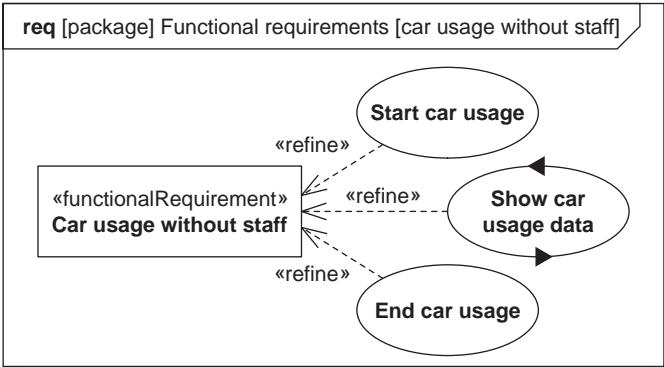 req [package] Functional requirements [car usage without staff]
Start car usage
«refine»
«functionalRequirement»
Car usage without staff
«refine»
Show car
usage data
«refine»
End car usage